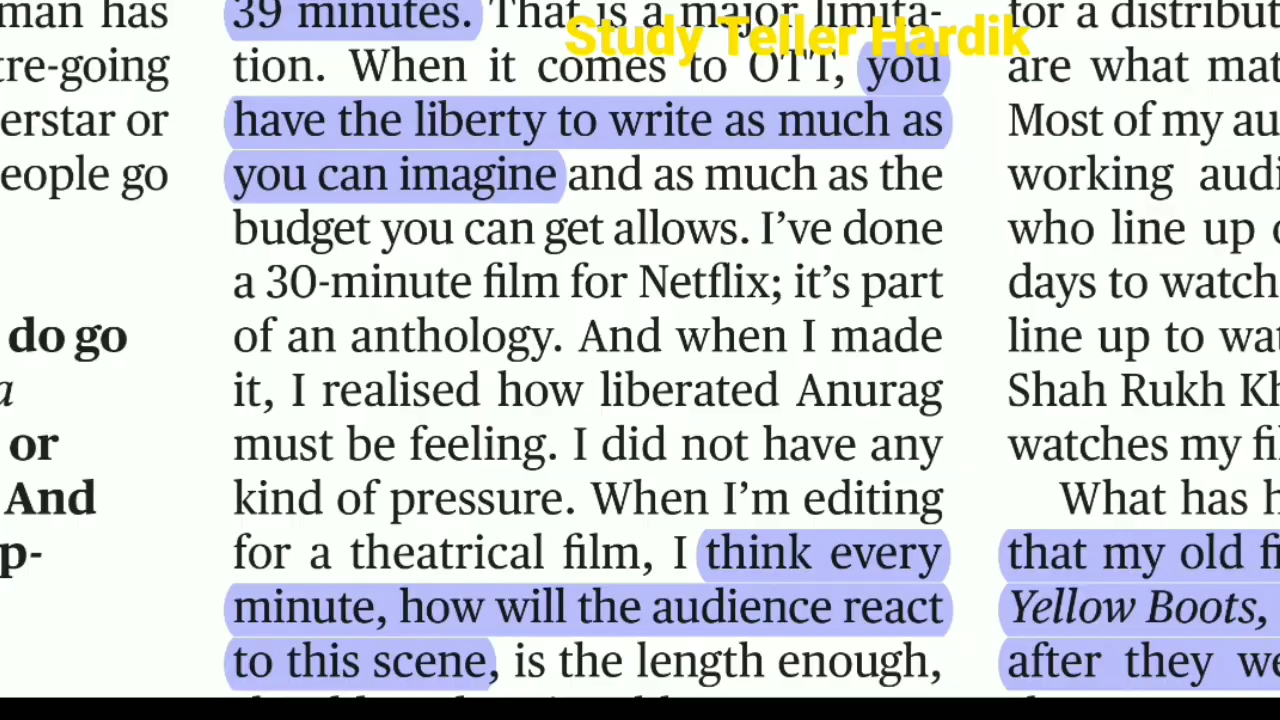 man has
tre-going
erstar or
eople go
do go
a
or
And
p-
39 minutes. That is a major limita-
tion. When it comes to OTT, you
have the liberty to write as much as
you can imagine and as much as the
budget you can get allows. I’ve done
a 30-minute film for Netflix; it’s part
of an anthology. And when I made
it, I realised how liberated Anurag
must be feeling. I did not have any
kind of pressure. When I’m editing
for a theatrical film, I think every
minute, how will the audience react
to this scene, is the length enough,
Study Teller Hardik
for a distribut
are what mat
Most of my au
working audi
who line up
days to watch
line up to wat
Shah Rukh Kh
watches my fil
What has h
that my old fi
Yellow Boots,
after they we